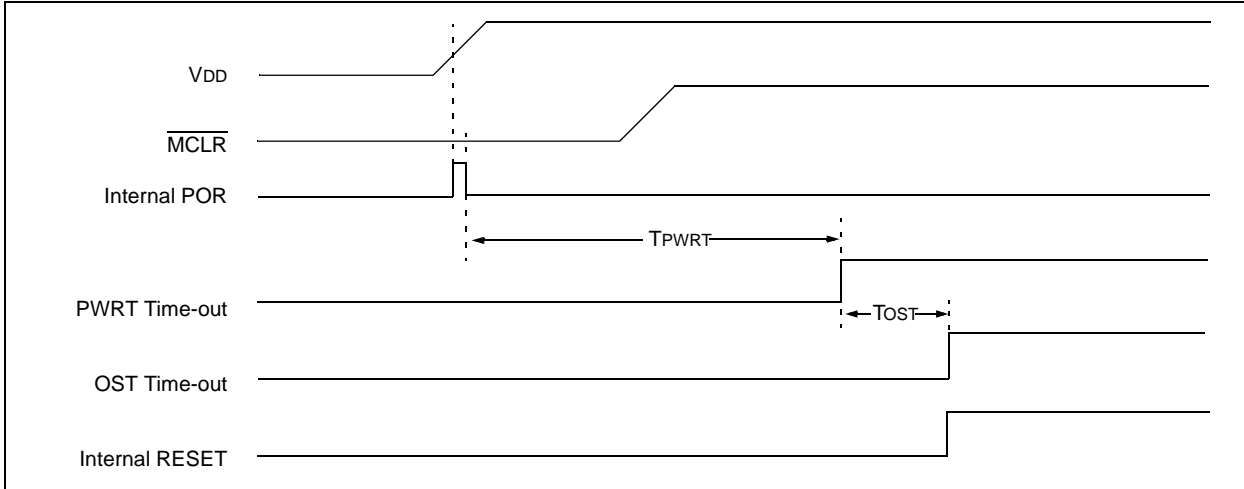 VDD
MCLR
Internal POR
TPWRT
PWRT Time-out
TOST
OST Time-out
Internal RESET